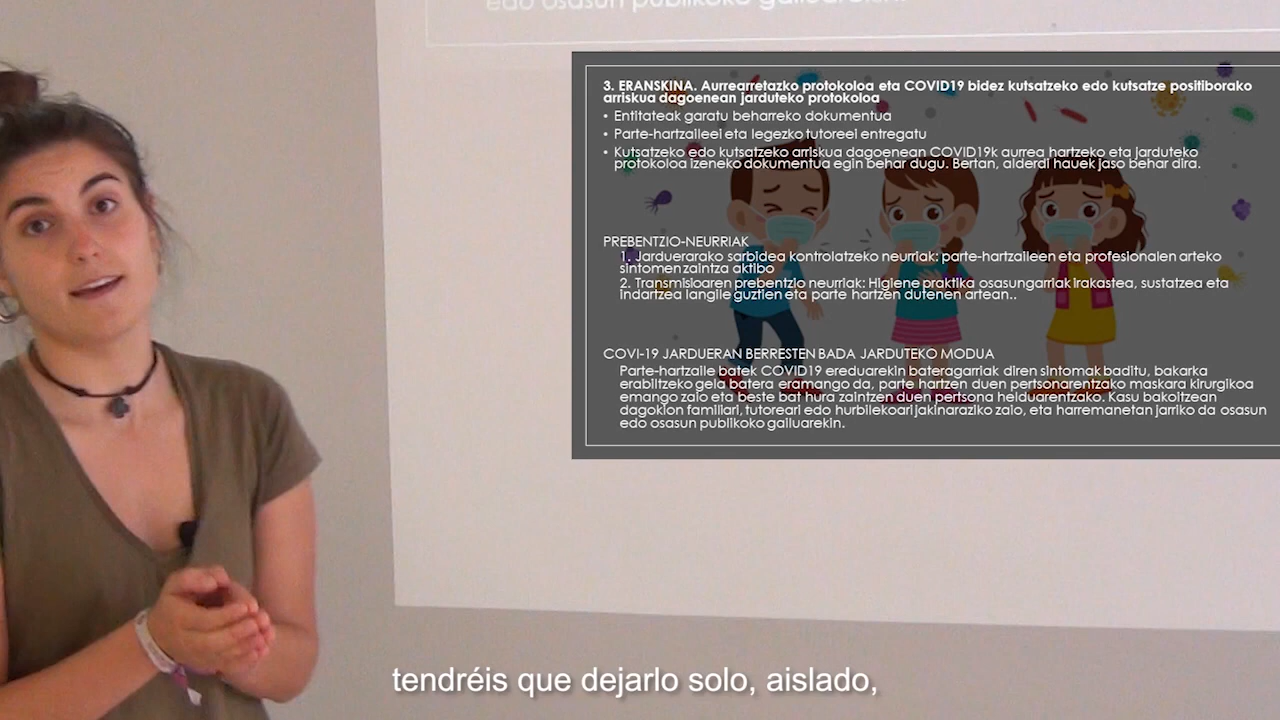 edo osasun publikoko gailuarekin.
3. ERANSKINA. Aurrearretazko protokoloa eta COVID19 bidez kutsatzeko edo kutsatze positiborako
arriskua dagoenean jarduteko protokoloa
• Entitateak garatu beharreko dokumentua
• Parte-hartzaileei eta legezko tutoreei entregatu
• Kutsatzeko edo kutsatzeko arriskua dagoenean COVID19k aurrea hartzeko eta jarduteko
protokoloa izeneko dokumentua egin behar dugu. Bertan, alderdi hauek jaso behar dira.
PREBENTZIO-NEURRIAK
1. Jarduerarako sarbidea kontrolatzeko neurriak: parte-hartzaileen eta profesionalen arteko
sintomen zaintza aktibo
2. Transmisioaren prebentzio neurriak: Higiene praktika osasungarriak irakastea, sustatzea eta
indartzea langile guztien eta parte hartzen dutenen artean..
COVI-19 JARDUERAN BERRESTEN BADA JARDUTEKO MODUA
Parte-hartzaile batek COVID19 ereduarekin bateragarriak diren sintomak baditu, bakarka
erabiltzeko gela batera eramango da, parte hartzen duen pertsonarentzako maskara kirurgikoa
emango zaio eta beste bat hura zaintzen duen pertsona helduarentzako. Kasu bakoitzean
dagokion familiari, tutoreari edo hurbilekoari jakinaraziko zaio, eta harremanetan jarriko da osasun
edo osasun publikoko gailuarekin.
tendréis que dejarlo solo, aislado,